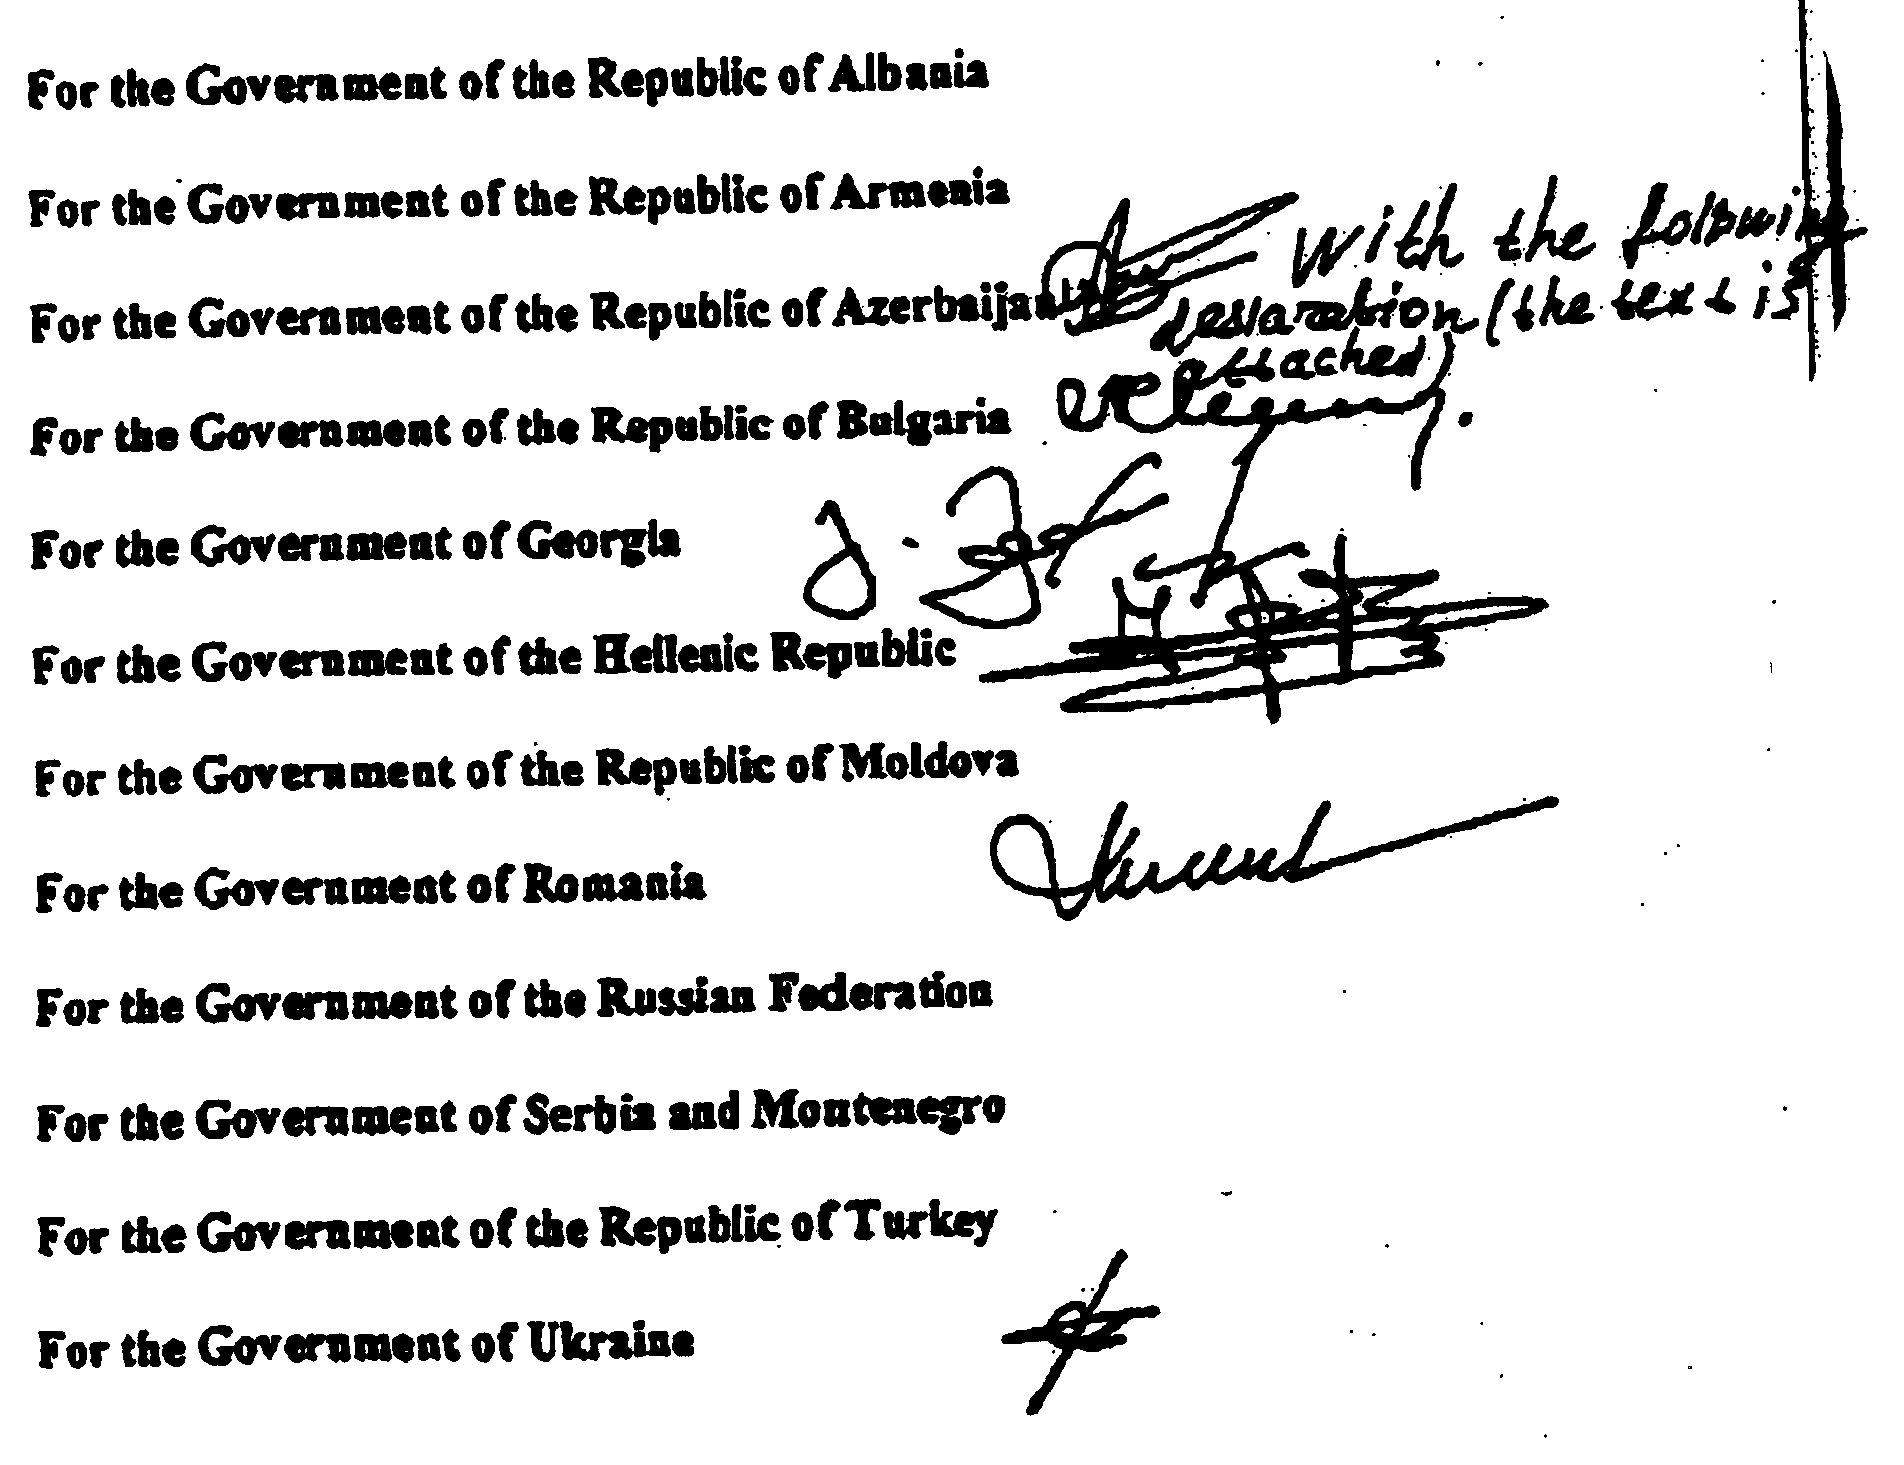 For the Government of the Republic of Albania
For the Government of the Republic of Armenia
With the following
For the Government of the Republic of Azerbaijan
declaration (the text is
attached)
For the Government of the Republic of Bulgaria
For the Government of Georgia
For the Government of the Hellenic Republic
For the Government of the Republic of Moldova
For the Government of Romania
For the Government of the Russian Federation
For the Government of Serbia and Montenegro
For the Government of the Republic of Turkey
For the Government of Ukraine